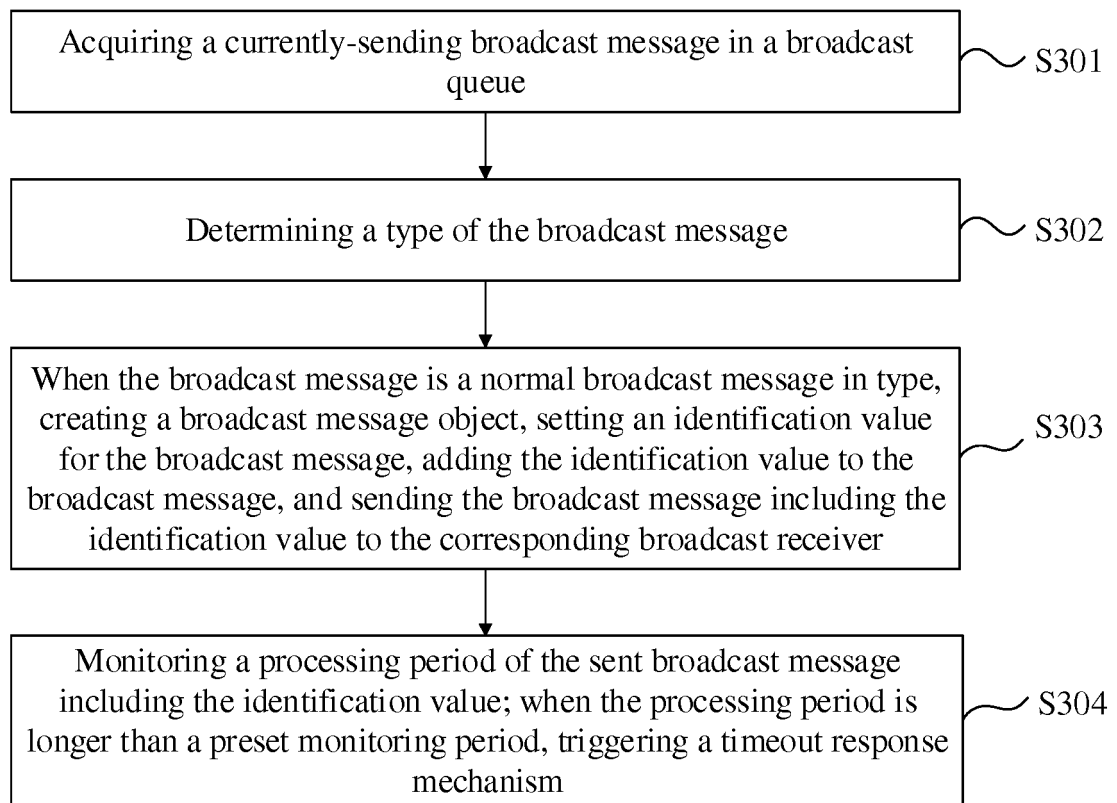 Acquiring a currently-sending broadcast message in a broadcast
queue
S301
Determining a type of the broadcast message
S302
When the broadcast message is a normal broadcast message in type,
creating a broadcast message object, setting an identification value
for the broadcast message, adding the identification value to the
broadcast message, and sending the broadcast message including the
identification value to the corresponding broadcast receiver
S303
Monitoring a processing period of the sent broadcast message
including the identification value; when the processing period is
longer than a preset monitoring period, triggering a timeout response
mechanism
S304